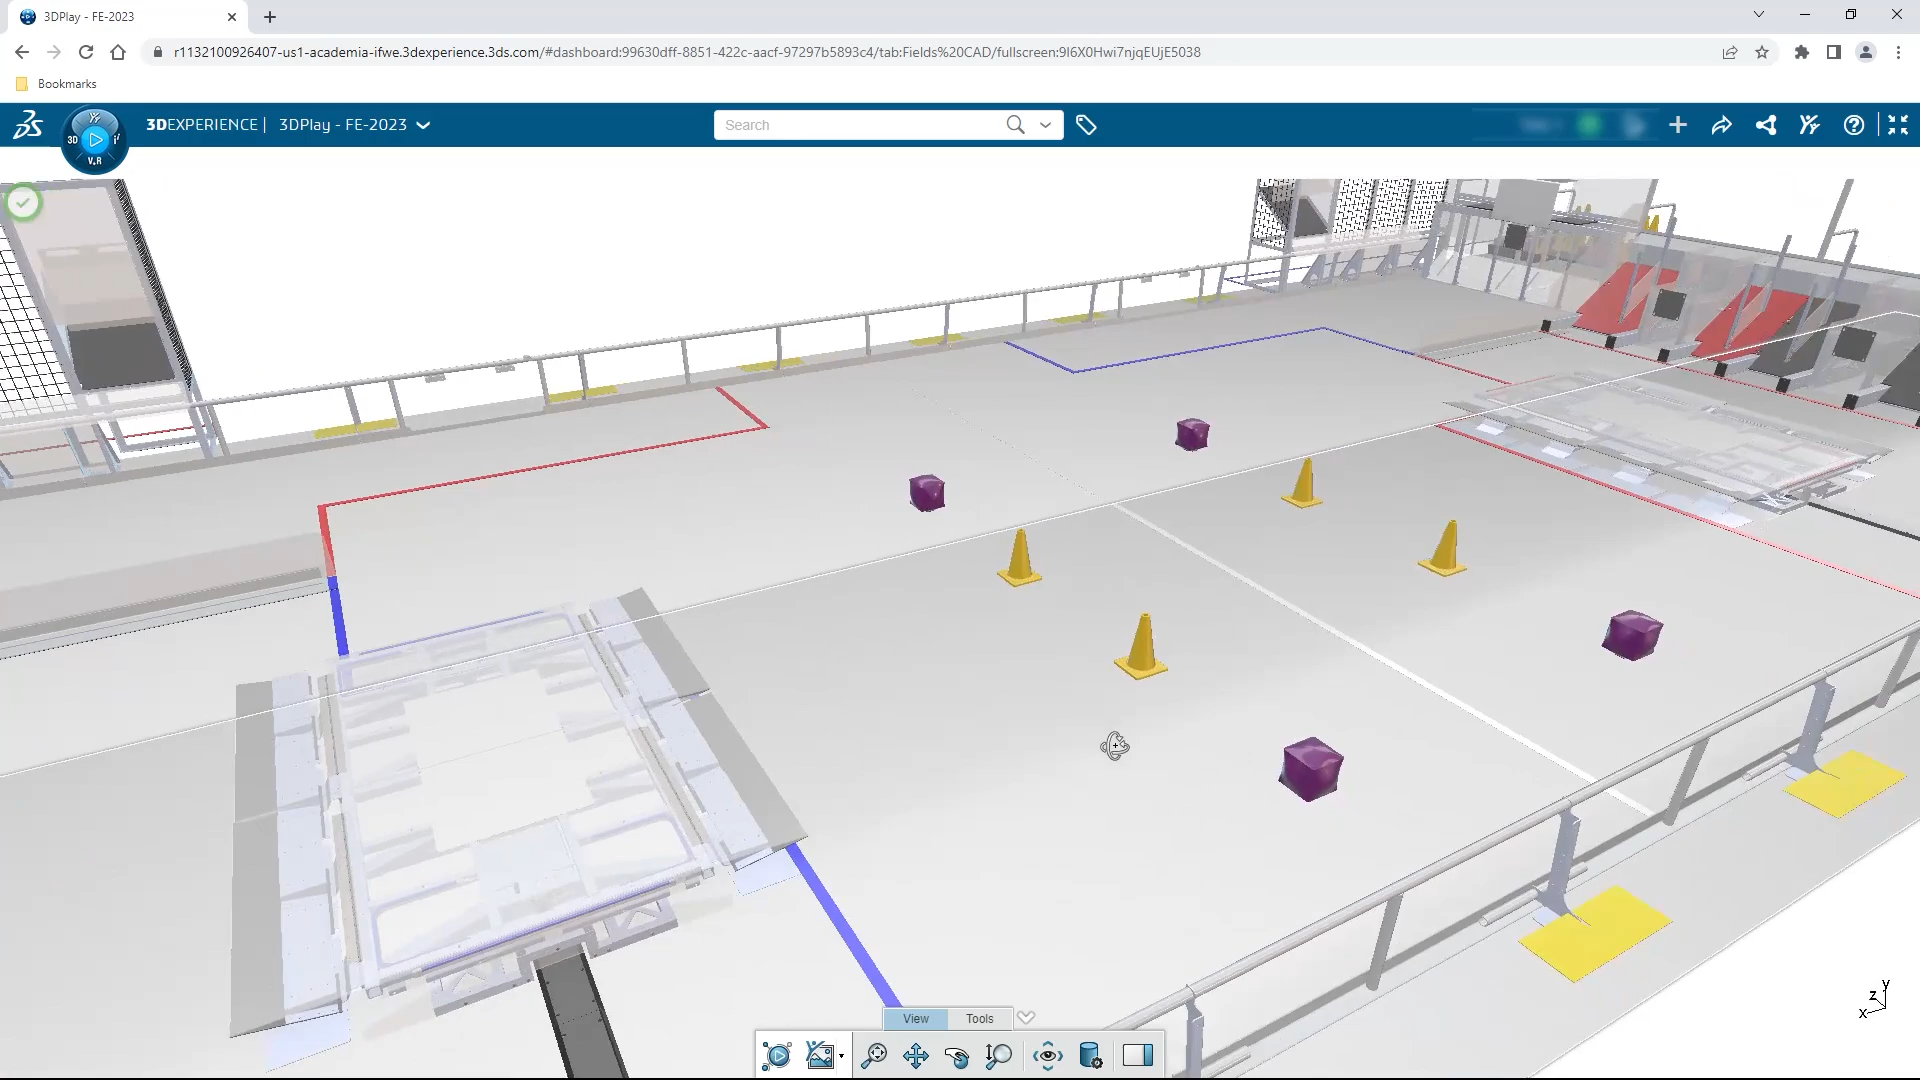 3DPlay - FE-2023
r1132100926407-us1-academia-ifwe.3dexperience.3ds.com/#dashboard:99630dff-8851-422c-aacf-97297b5893c4/tab:Fields%20CAD/fullscreen:9I6X0Hwi7njqEUjE5038
Bookmarks
3D
V.R
3DEXPERIENCE | 3DPlay - FE-2023
Search
View
Tools
y
z
x